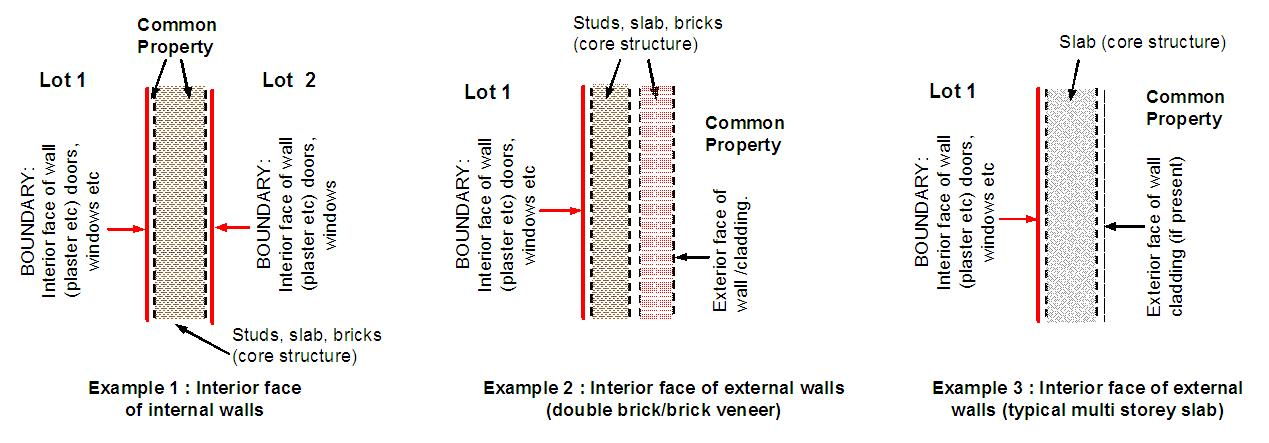 Common
Property
Lot 1
Lot 2
BOUNDARY:
Interior face of wall
(plaster etc) doors,
windows etc
BOUNDARY:
Interior face of wall
(plaster etc) doors,
windows
Studs, slab, bricks
(core structure)
Example 1 : Interior face
of internal walls
Studs, slab, bricks
(core structure)
Lot 1
Common
Property
BOUNDARY:
Interior face of wall
(plaster etc) doors,
windows etc
Exterior face of
wall /cladding.
Example 2 : Interior face of external walls
(double brick/brick veneer)
Slab (core structure)
Lot 1
Common
Property
BOUNDARY:
Interior face of wall
(plaster etc) doors,
windows etc
Exterior face of wall
cladding (if present)
Example 3 : Interior face of external
walls (typical multi storey slab)